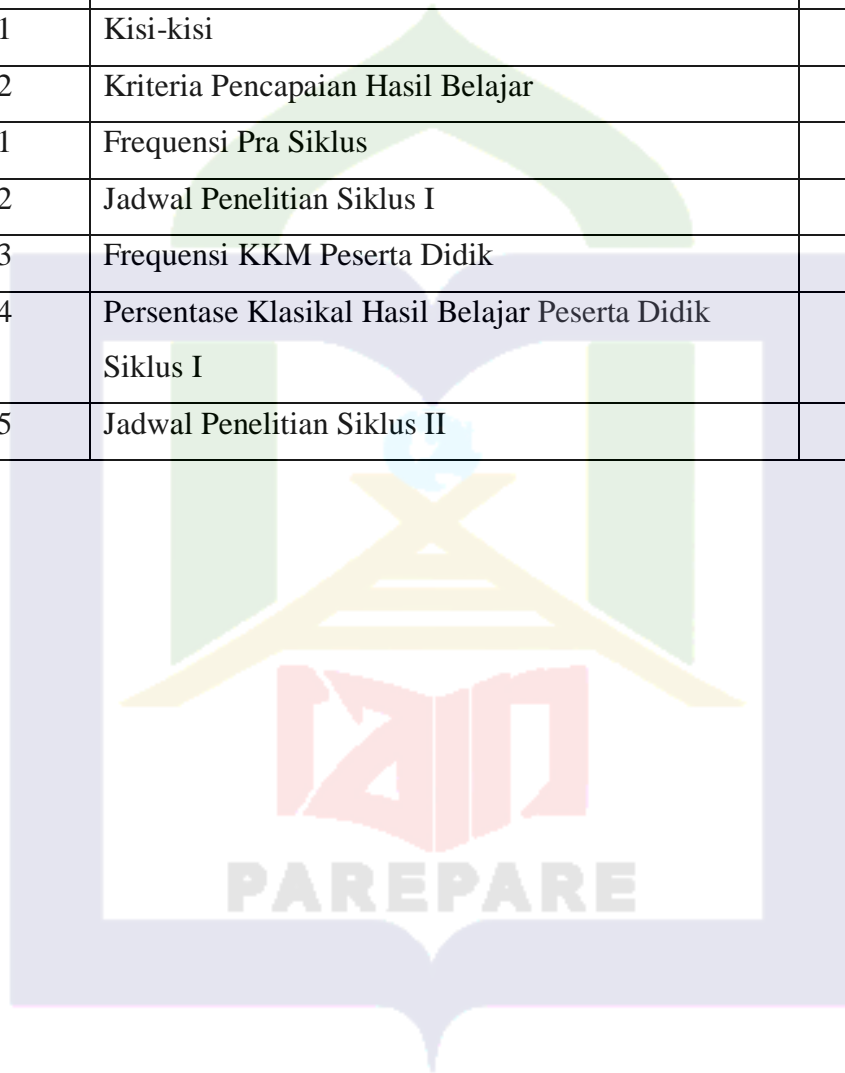 1 Kisi-kisi
2 Kriteria Pencapaian Hasil Belajar
1 Frequensi Pra Siklus
2 Jadwal Penelitian Siklus I
3 Frequensi KKM Peserta Didik
4 Persentase Klasikal Hasil Belajar Peserta Didik
Siklus I
5 Jadwal Penelitian Siklus II
iain
PAREPARE